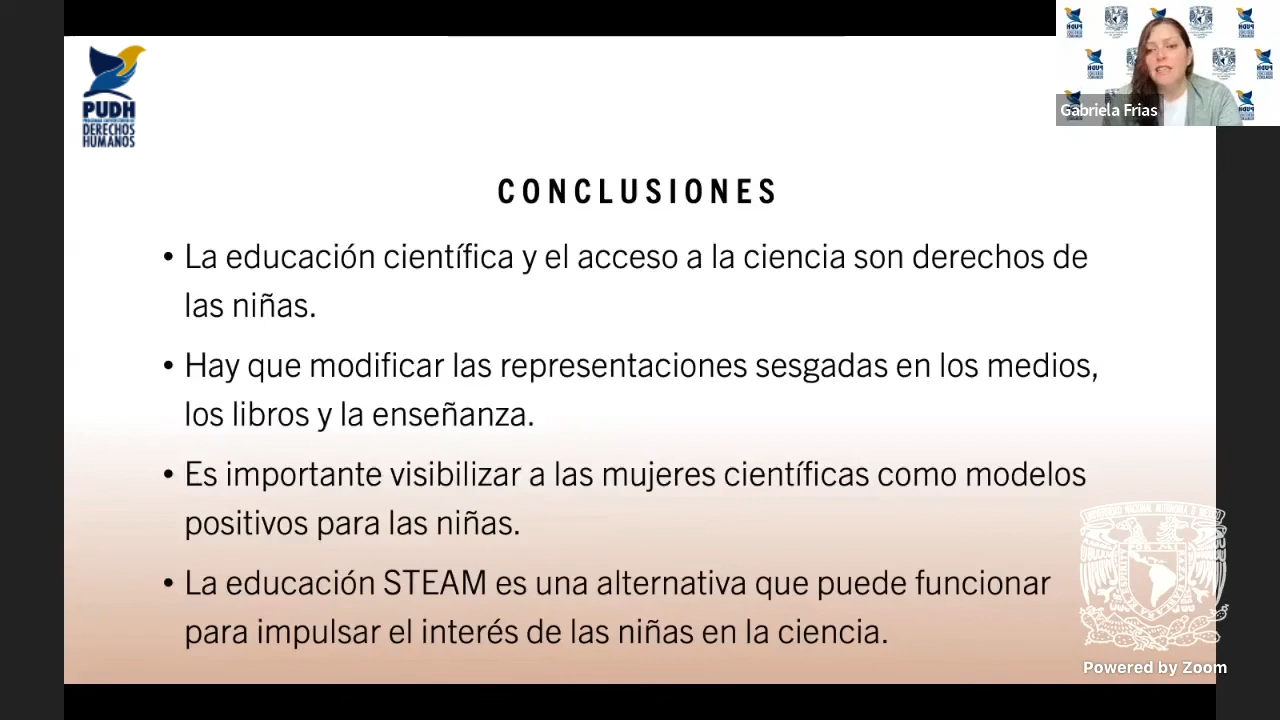 PUDH
DERECHOS
HUMANOS
Gabriela Frias
CONCLUSIONES
• La educación científica y el acceso a la ciencia son derechos de
las niñas.
• Hay que modificar las representaciones sesgadas en los medios,
los libros y la enseñanza.
• Es importante visibilizar a las mujeres científicas como modelos
positivos para las niñas.
• La educación STEAM es una alternativa que puede funcionar
para impulsar el interés de las niñas en la ciencia.
Powered by Zoom